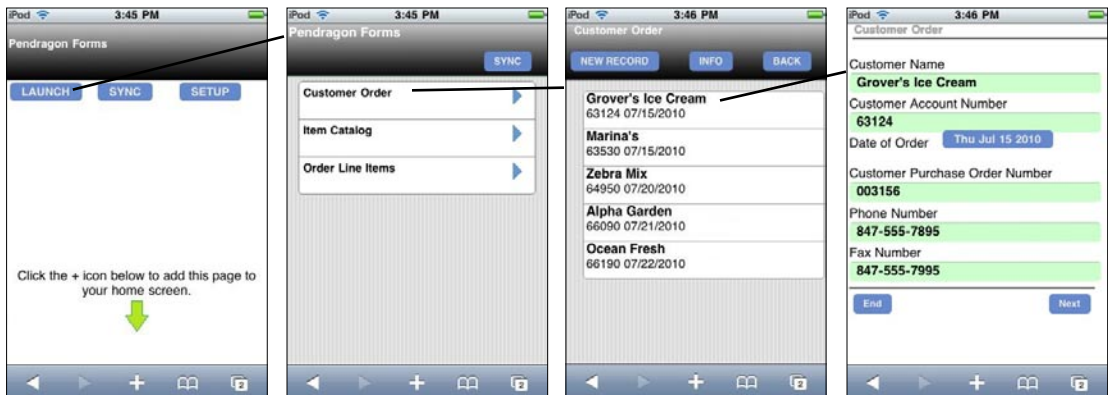 iPod 3:45 PM
Pendragon Forms
LAUNCH SYNC SETUP
Click the + icon below to add this page to
your home screen.
2
iPod 3:45 PM
Pendragon Forms
SYNC
Customer Order
Item Catalog
Order Line Items
2
iPod 3:46 PM
Customer Order
NEW RECORD INFO BACK
Grover's Ice Cream
63124 07/15/2010
Marina's
63530 07/15/2010
Zebra Mix
64950 07/20/2010
Alpha Garden
66090 07/21/2010
Ocean Fresh
66190 07/22/2010
2
iPod 3:46 PM
Customer Order
Customer Name
Grover's Ice Cream
Customer Account Number
63124
Date of Order Thu Jul 15 2010
Customer Purchase Order Number
003156
Phone Number
847-555-7895
Fax Number
847-555-7995
End Next
2